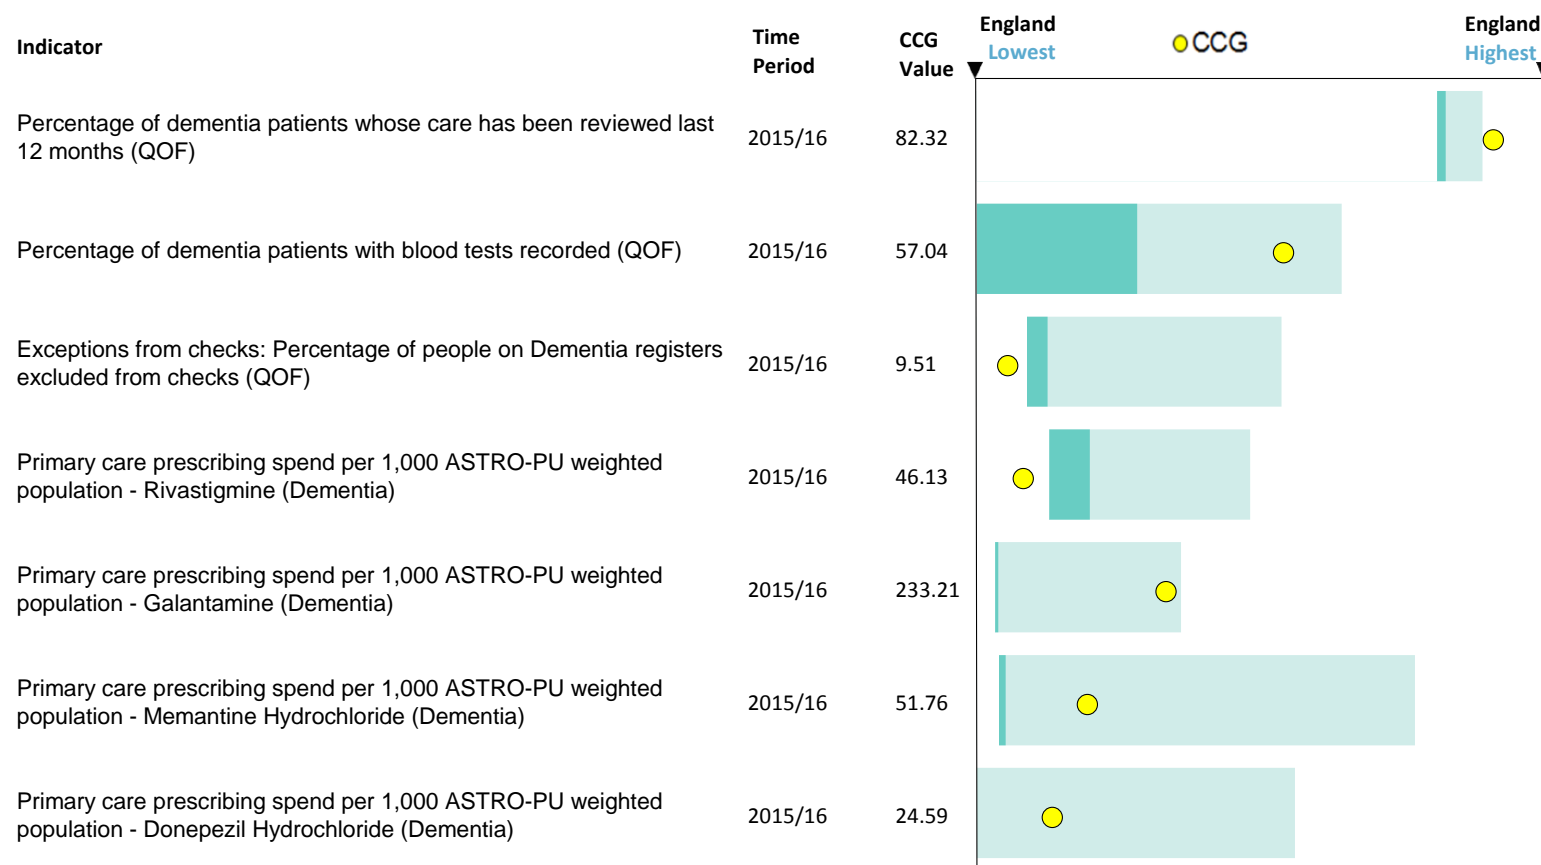 Indicator
Time
Period
CCG
Value
England
Lowest
CCG
England
Highest
Percentage of dementia patients whose care has been reviewed last
12 months (QOF)
2015/16
82.32
Percentage of dementia patients with blood tests recorded (QOF)
2015/16
57.04
Exceptions from checks: Percentage of people on Dementia registers
excluded from checks (QOF)
2015/16
9.51
Primary care prescribing spend per 1,000 ASTRO-PU weighted
population - Rivastigmine (Dementia)
2015/16
46.13
Primary care prescribing spend per 1,000 ASTRO-PU weighted
population - Galantamine (Dementia)
2015/16
233.21
Primary care prescribing spend per 1,000 ASTRO-PU weighted
population - Memantine Hydrochloride (Dementia)
2015/16
51.76
Primary care prescribing spend per 1,000 ASTRO-PU weighted
population - Donepezil Hydrochloride (Dementia)
2015/16
24.59